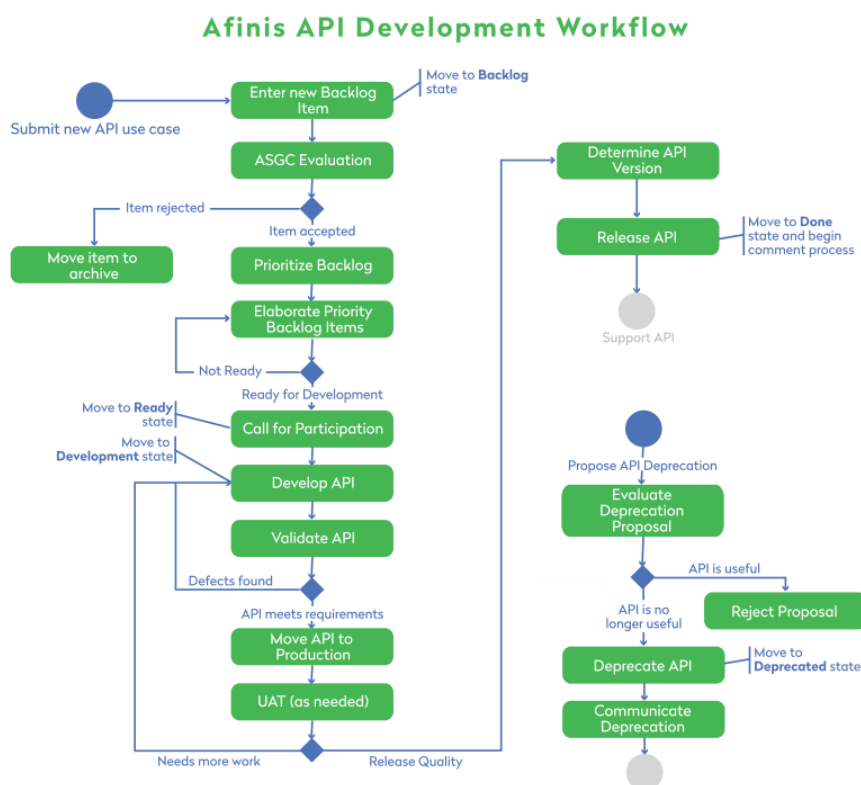 Afinis API Development Workflow
Submit new API use case
Enter new Backlog
Item
Move to Backlog
state
ASGC Evaluation
Item rejected
Item accepted
Move item to
archive
Prioritize Backlog
Elaborate Priority
Backlog Items
Not Ready
Ready for Development
Move to Ready
state
Call for Participation
Move to
Development state
Develop API
Validate API
Defects found
API meets requirements
Move API to
Production
UAT (as needed)
Needs more work
Release Quality
Determine API
Version
Release API
Move to Done
state and begin
comment process
Support API
Propose API Deprecation
Evaluate
Deprecation
Proposal
API is useful
Reject Proposal
API is no
longer useful
Deprecate API
Move to
Deprecated state
Communicate
Deprecation